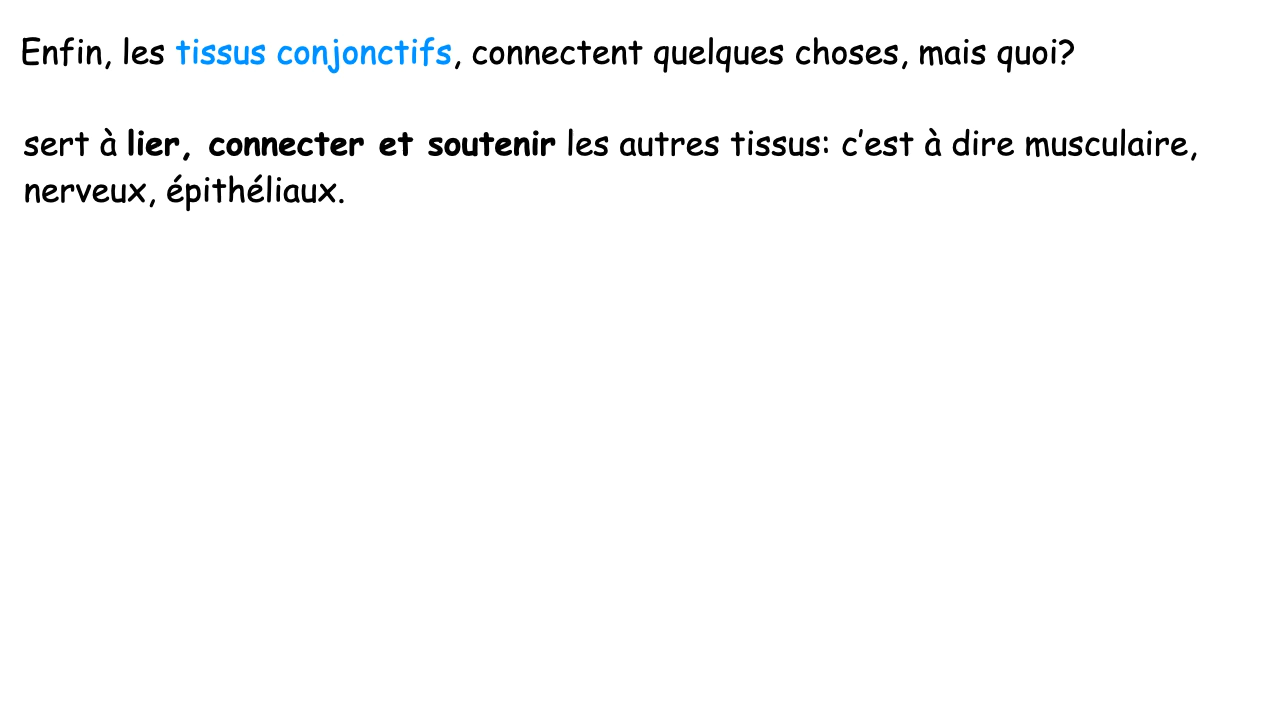 Enfin, les tissus conjonctifs, connectent quelques choses, mais quoi?
sert à lier, connecter et soutenir les autres tissus: c’est à dire musculaire,
nerveux, épithéliaux.